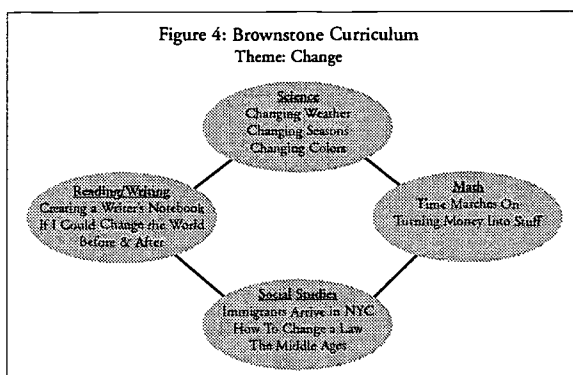 Figure 4: Brownstone Curriculum
Theme: Change
Science
Changing Weather
Changing Seasons
Changing Colors
Reading/Writing
Creating a Writer's Notebook
If I Could Change the World
Before & After
Math
Time Marches On
Turning Money Into Stuff
Social Studies
Immigrants Arrive in NYC
How To Change a Law
The Middle Ages